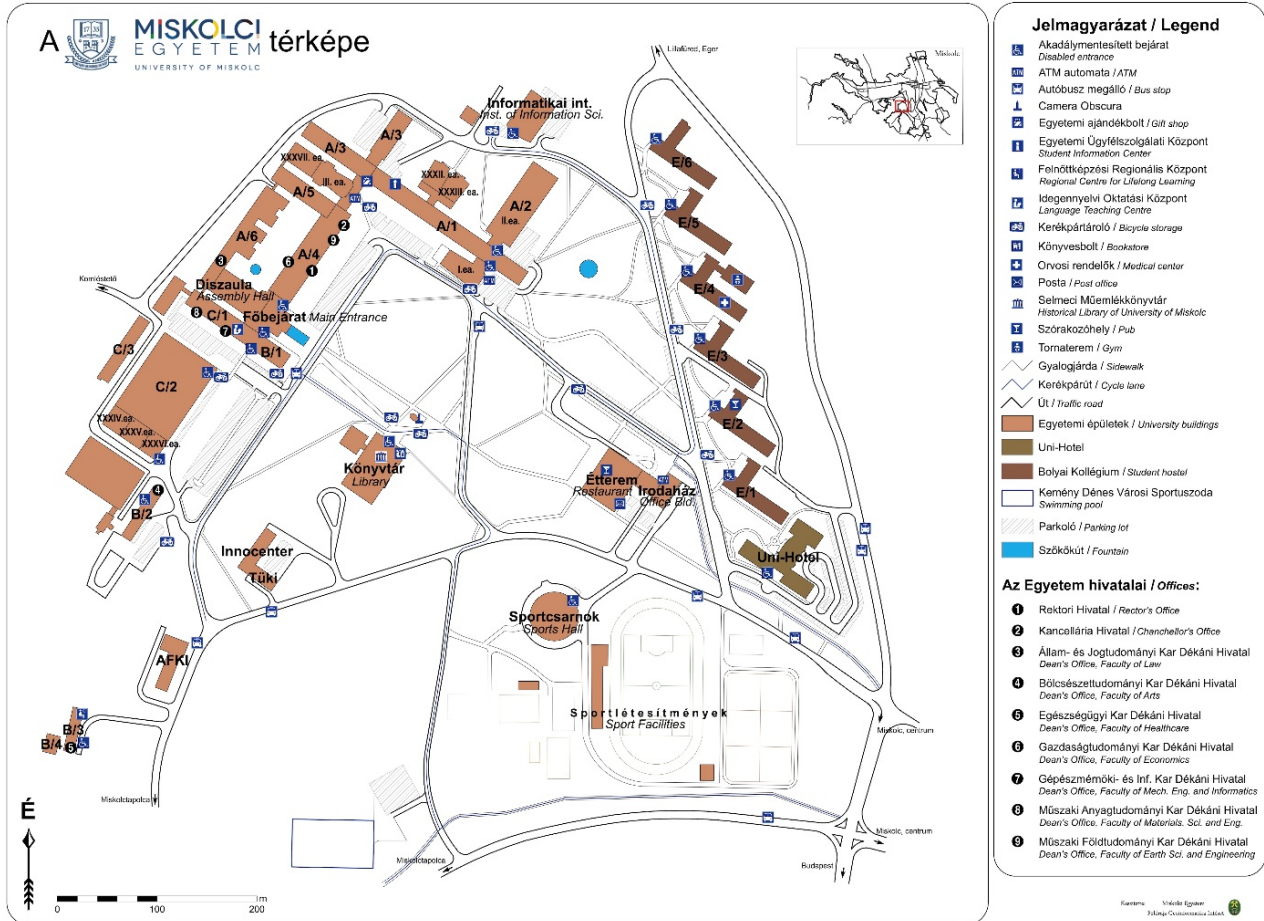 A MISKOLCI EGYETEM térképe
UNIVERSITY OF MISKOLC
Lillafüred, Eger
Miskolc
Informatikai int.
Inst. of Information Sci.
A/3
A/3
XXXVII. ea.
III. ea.
XXXII. ea.
XXXIII. ea.
A/5
A/2
II.ea.
A/1
I.ea.
A/6
A/4
E/6
E/5
E/4
E/3
E/2
E/1
Komlóstető
Díszaula
Assembly Hall
Főbejárat Main Entrance
C/1
B/1
C/3
C/2
XXXIV.ea.
XXXV.ea.
XXXVI.ea.
B/2
Könyvtár
Library
Étterem
Restaurant
Irodaház
Office Bld.
Innocenter
Tüki
Uni-Hotel
Sportcsarnok
Sports Hall
AFKI
B/3
B/4
Sportlétesítmények
Sport Facilities
Miskolc, centrum
Miskolctapolca
Miskolctapolca
Miskolc, centrum
Budapest
É
0 100 200 m
Jelmagyarázat / Legend
Akadálymentesített bejárat
Disabled entrance
ATM automata / ATM
Autóbusz megálló / Bus stop
Camera Obscura
Egyetemi ajándékbolt / Gift shop
Egyetemi Ügyfélszolgálati Központ
Student Information Center
Felnőttképzési Regionális Központ
Regional Centre for Lifelong Learning
Idegennyelvi Oktatási Központ
Language Teaching Centre
Kerékpártároló / Bicycle storage
Könyvesbolt / Bookstore
Orvosi rendelők / Medical center
Posta / Post office
Selmeci Műemlékkönyvtár
Historical Library of University of Miskolc
Szórakozóhely / Pub
Tornaterem / Gym
Gyalogjárda / Sidewalk
Kerékpárút / Cycle lane
Út / Traffic road
Egyetemi épületek / University buildings
Uni-Hotel
Bolyai Kollégium / Student hostel
Kemény Dénes Városi Sportuszoda
Swimming pool
Parkoló / Parking lot
Szökőkút / Fountain
Az Egyetem hivatalai / Offices:
1 Rektori Hivatal / Rector's Office
2 Kancellária Hivatal / Chanchellor's Office
3 Állam- és Jogtudományi Kar Dékáni Hivatal
Dean's Office, Faculty of Law
4 Bölcsészettudományi Kar Dékáni Hivatal
Dean's Office, Faculty of Arts
5 Egészségügyi Kar Dékáni Hivatal
Dean's Office, Faculty of Healthcare
6 Gazdaságtudományi Kar Dékáni Hivatal
Dean's Office, Faculty of Economics
7 Gépészmérnöki- és Inf. Kar Dékáni Hivatal
Dean's Office, Faculty of Mech. Eng. and Informatics
8 Műszaki Anyagtudományi Kar Dékáni Hivatal
Dean's Office, Faculty of Materials. Sci. and Eng.
9 Műszaki Földtudományi Kar Dékáni Hivatal
Dean's Office, Faculty of Earth Sci. and Engineering
Miskolci Egyetem